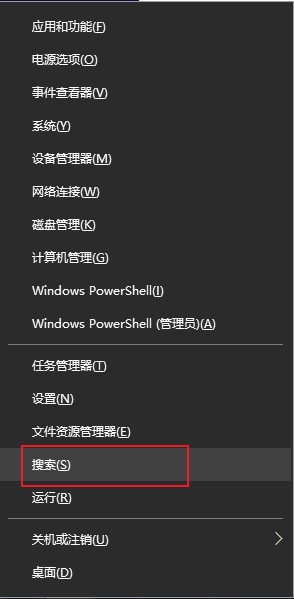 应用和功能(F)
电源选项(O)
事件查看器(V)
系统(Y)
设备管理器(M)
网络连接(W)
磁盘管理(K)
计算机管理(G)
Windows PowerShell(I)
Windows PowerShell (管理员)(A)
任务管理器(T)
设置(N)
文件资源管理器(E)
搜索(S)
运行(R)
关机或注销(U)
桌面(D)